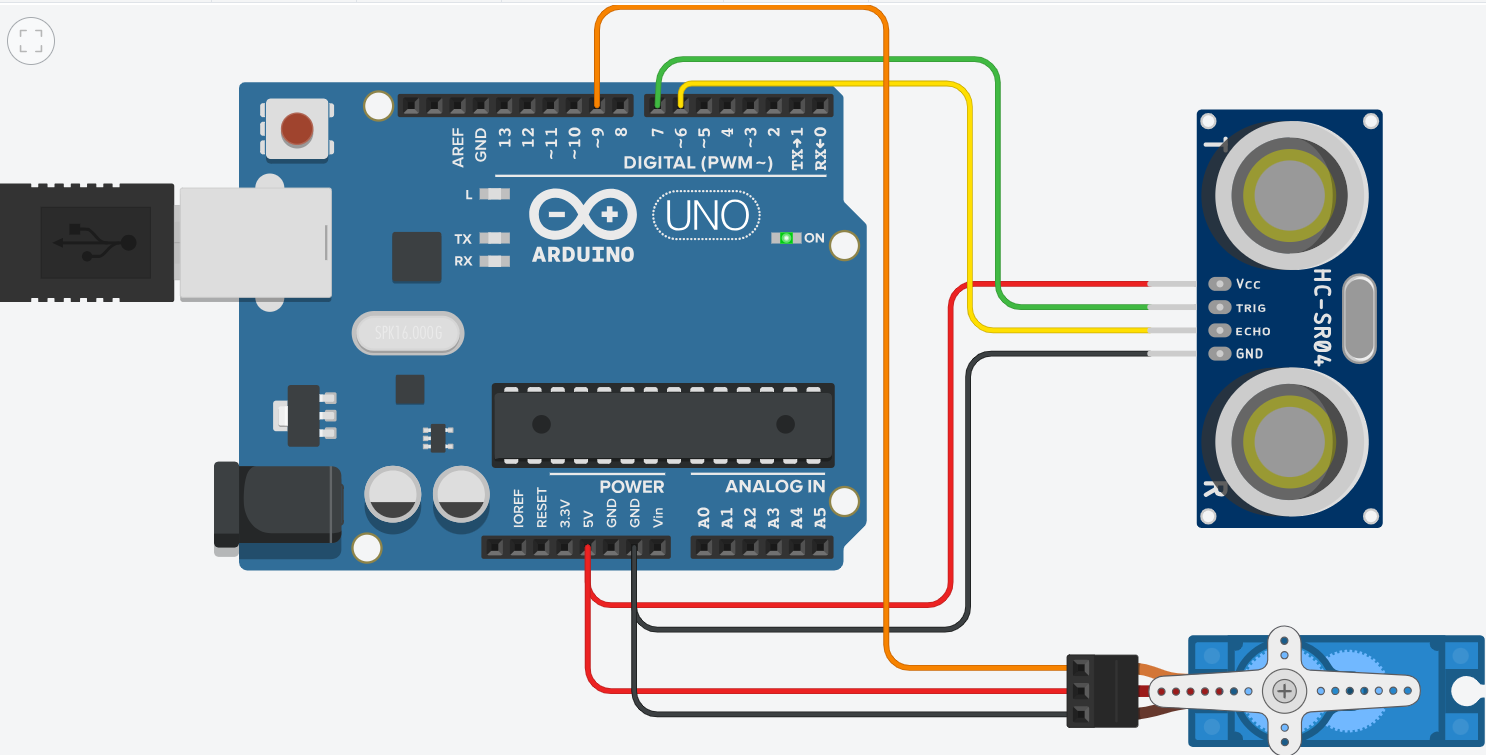 AREF
GND
13
12
~11
~10
~9
8
7
~6
~5
4
~3
2
TX→1
RX←0
DIGITAL (PWM~)
L
TX
RX
UNO
ON
ARDUINO
SPK16.000G
POWER
ANALOG IN
IOREF
RESET
3.3V
5V
GND
GND
Vin
A0
A1
A2
A3
A4
A5
T
VCC
TRIG
ECHO
GND
HC-SR04
R